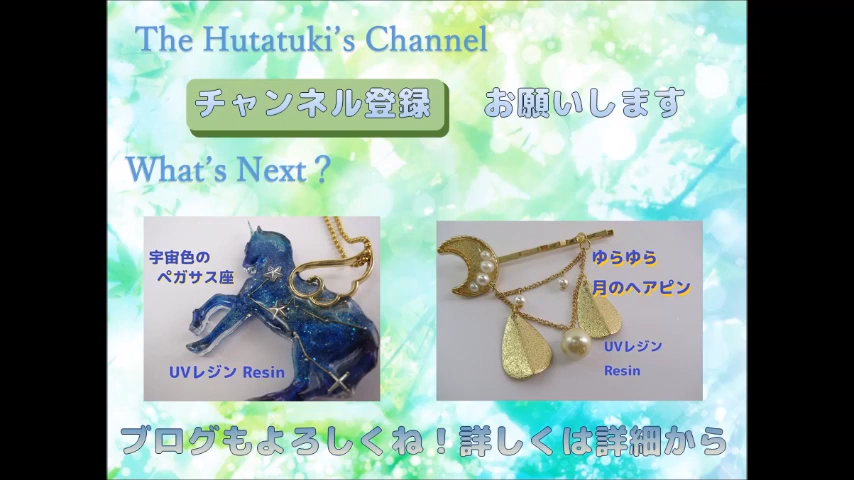 The Hutatuki's Channel
チャンネル登録 お願いします
What's Next?
宇宙色の
ペガサス座
UVレジン Resin
ゆらゆら
月のヘアピン
UVレジン
Resin
ブログもよろしくね！詳しくは詳細から